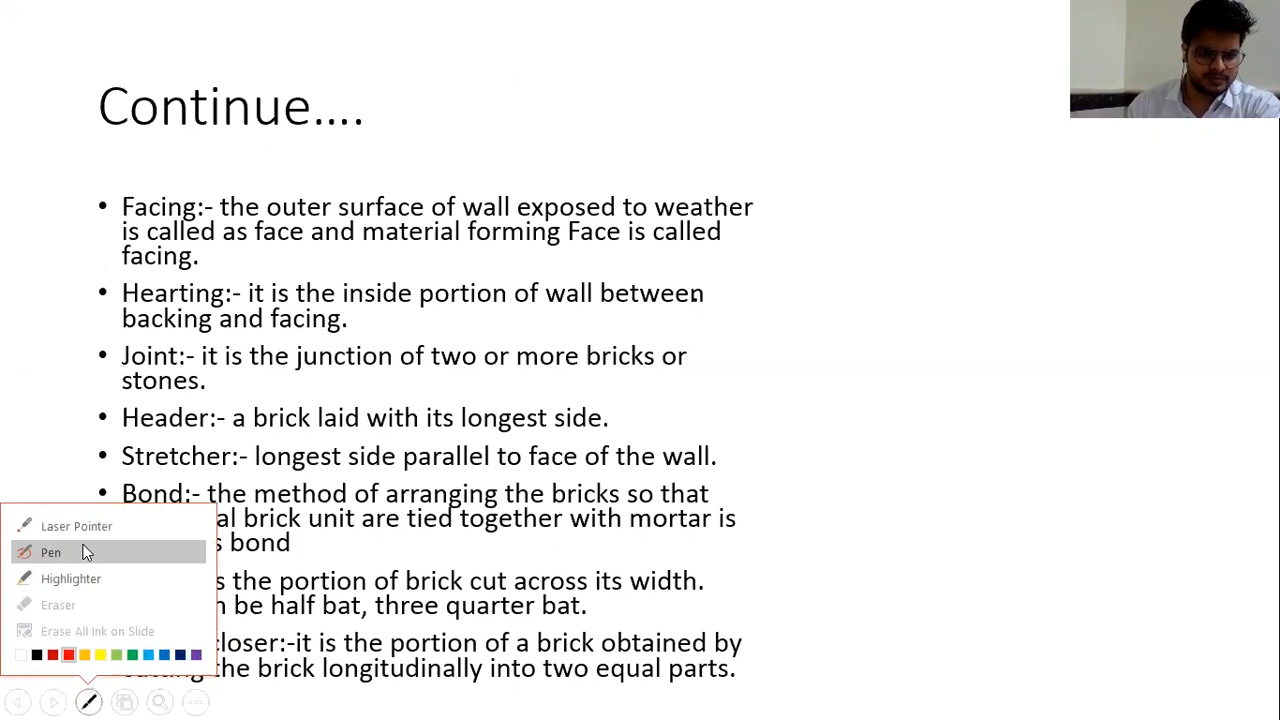 Continue....
• Facing:- the outer surface of wall exposed to weather
is called as face and material forming Face is called
facing.
• Hearting:- it is the inside portion of wall between
backing and facing.
• Joint:- it is the junction of two or more bricks or
stones.
• Header:- a brick laid with its longest side.
• Stretcher:- longest side parallel to face of the wall.
• Bond:- the method of arranging the bricks so that
al brick unit are tied together with mortar is
s bond
s the portion of brick cut across its width.
n be half bat, three quarter bat.
closer:-it is the portion of a brick obtained by
the brick longitudinally into two equal parts.
Laser Pointer
Pen
Highlighter
Eraser
Erase All Ink on Slide